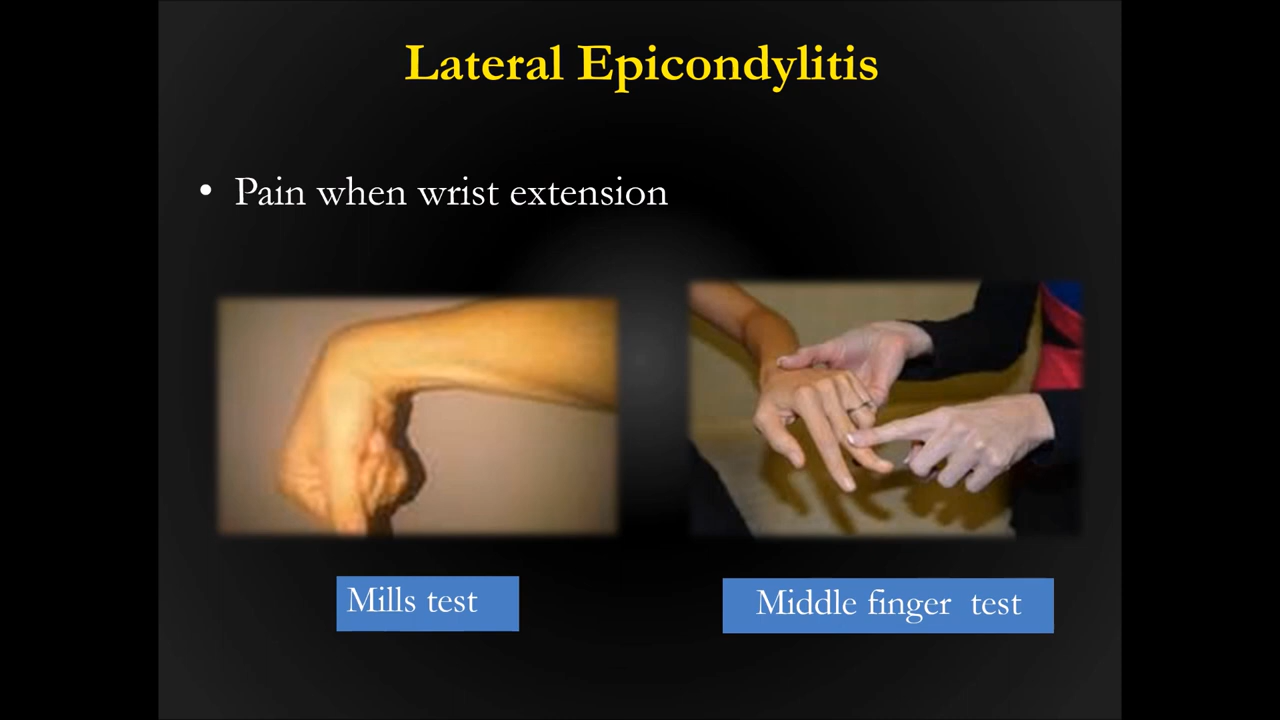 Lateral Epicondylitis
• Pain when wrist extension
Mills test
Middle finger  test